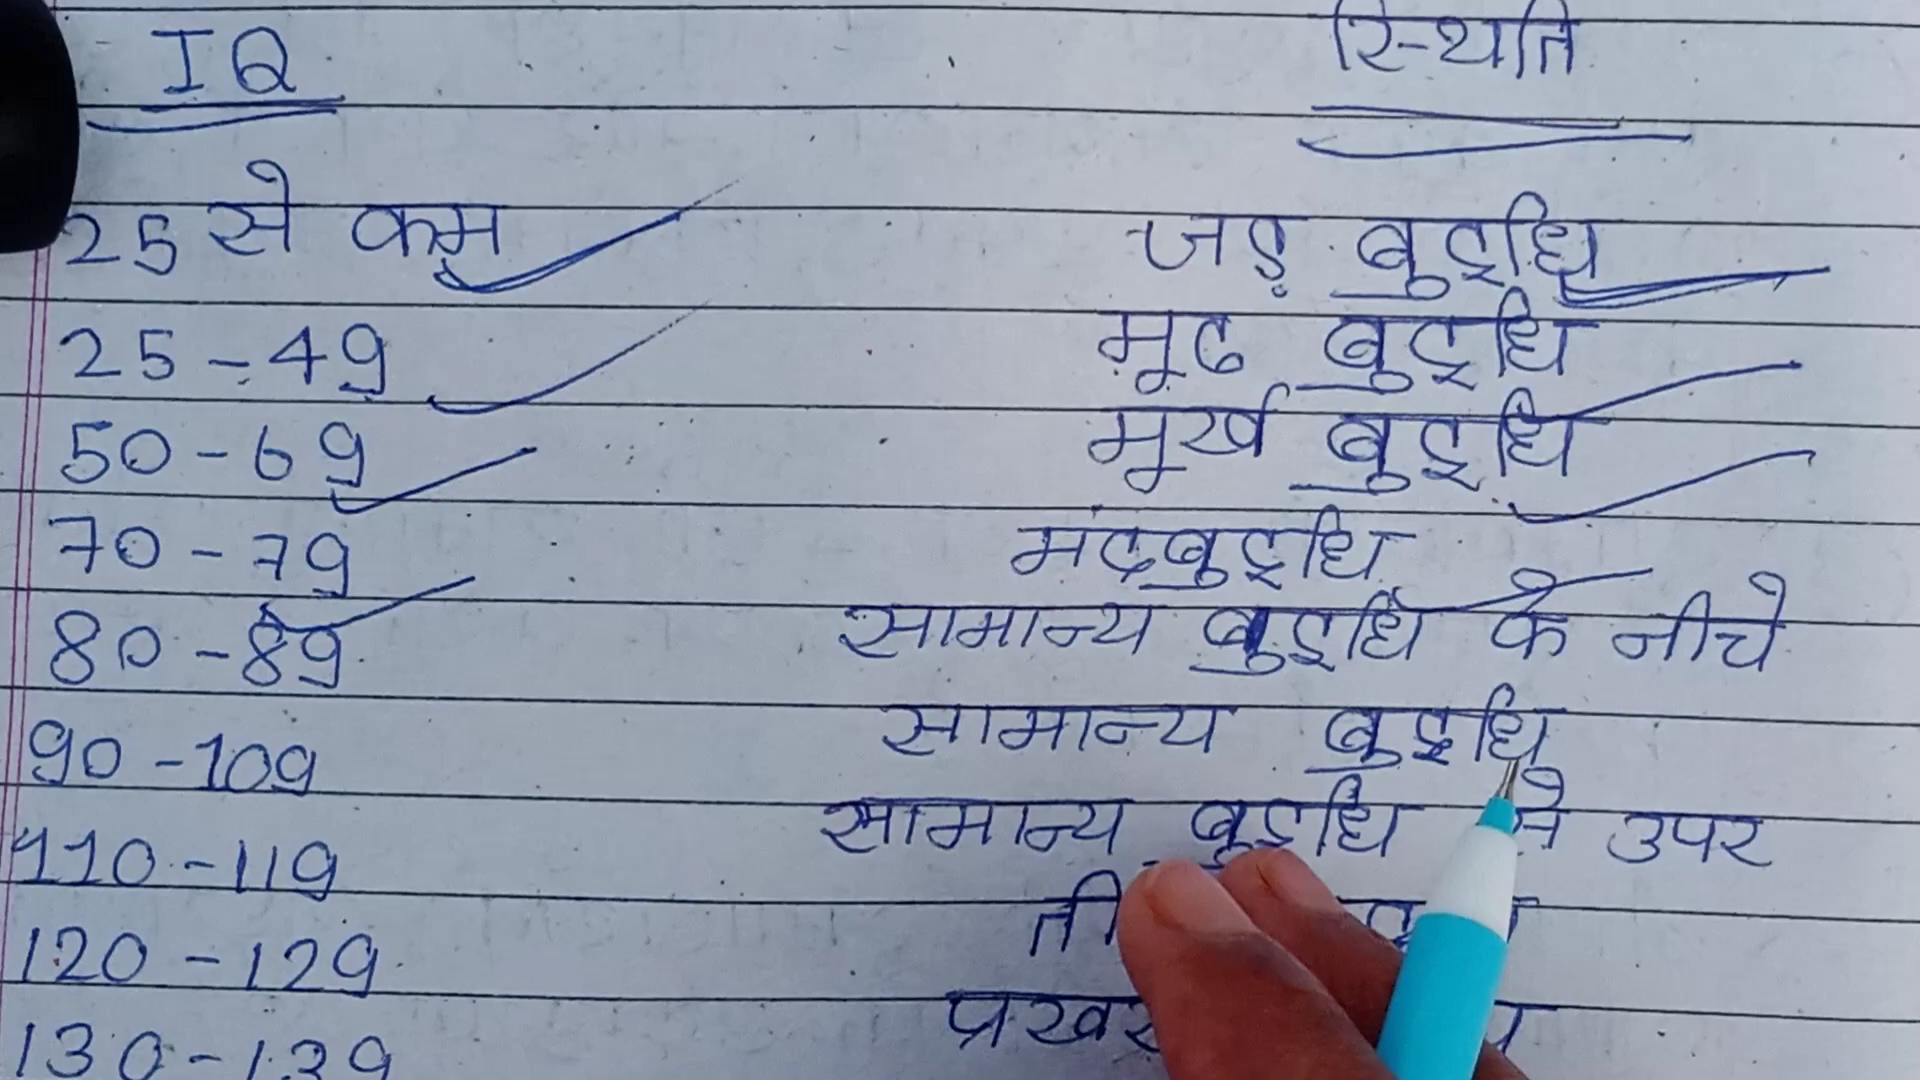 IQ स्थिति
25 से कम जड़ बुद्धि
25-49 मूढ बुद्धि
50-69 मूर्ख बुद्धि
70-79 मंदबुद्धि
80-89 सामान्य बुद्धि के नीचे
90-109 सामान्य बुद्धि
110-119 सामान्य बुद्धि उपर
120-129
130-139